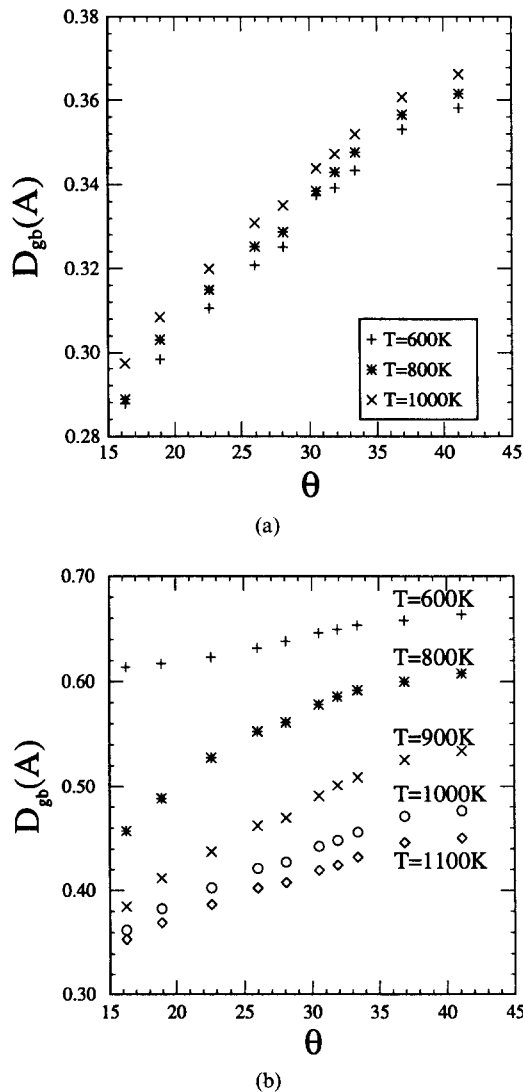 0.38
0.36
0.34
0.32
0.30
0.28
D_gb(A)
+ T=600K
* T=800K
× T=1000K
10 15 20 25 30 35 40 45
θ
(a)
0.70
0.60
0.50
0.40
0.30
D_gb(A)
T=600K
T=800K
T=900K
T=1000K
T=1100K
15 20 25 30 35 40 45
10
θ
(b)